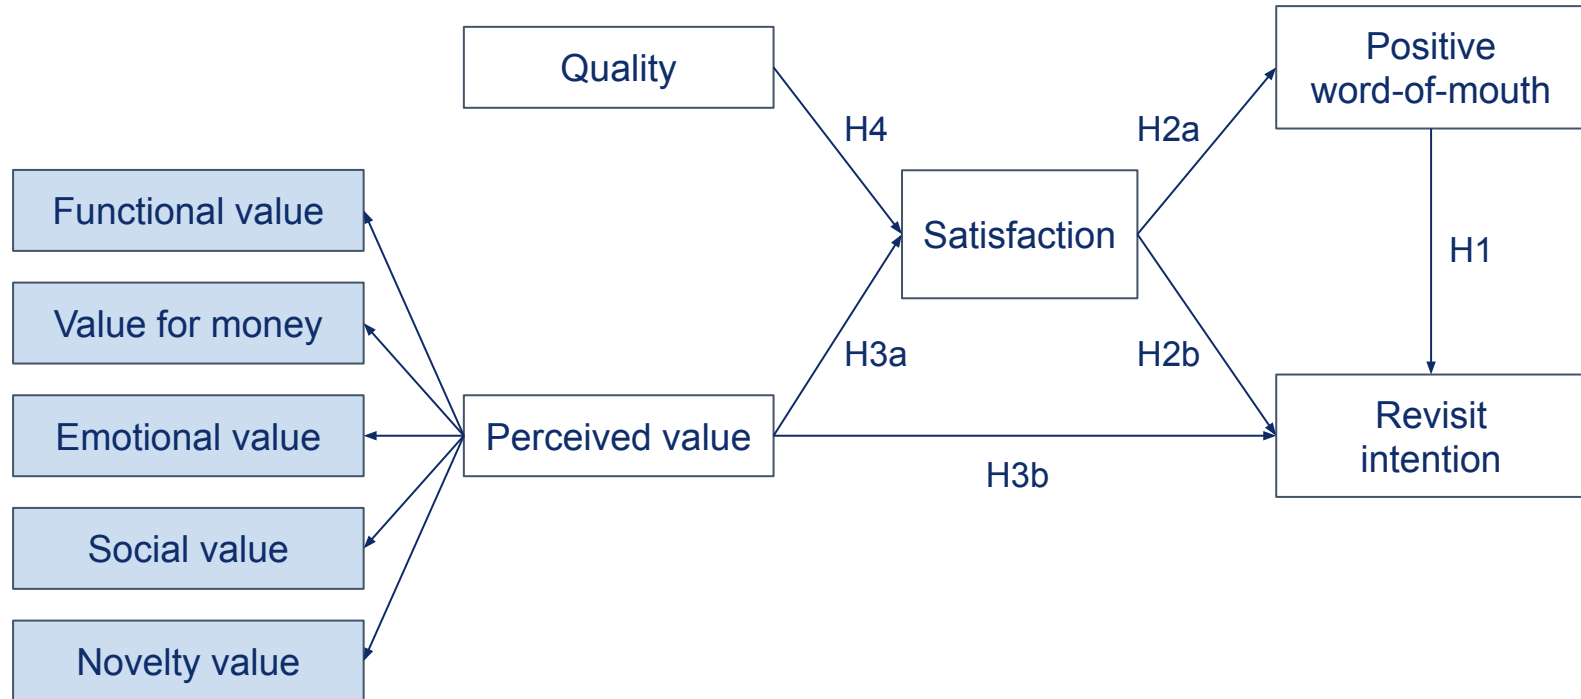 Quality
Positive
word-of-mouth
H4
H2a
Functional value
Satisfaction
H1
Value for money
H3a
H2b
Emotional value
Perceived value
Revisit
intention
H3b
Social value
Novelty value